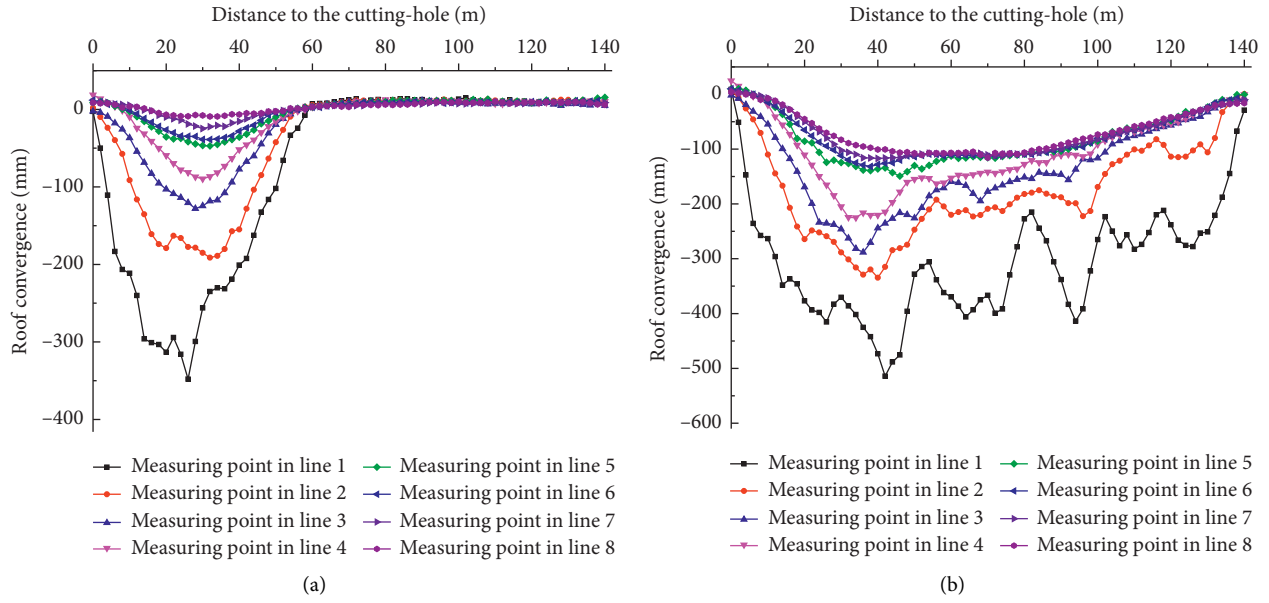 Distance to the cutting-hole (m)
0 20 40 60 80 100 120 140
Roof convergence (mm)
0
−100
−200
−300
−400
Measuring point in line 1
Measuring point in line 2
Measuring point in line 3
Measuring point in line 4
Measuring point in line 5
Measuring point in line 6
Measuring point in line 7
Measuring point in line 8
(a)
Distance to the cutting-hole (m)
0 20 40 60 80 100 120 140
Roof convergence (mm)
0
−100
−200
−300
−400
−500
−600
Measuring point in line 1
Measuring point in line 2
Measuring point in line 3
Measuring point in line 4
Measuring point in line 5
Measuring point in line 6
Measuring point in line 7
Measuring point in line 8
(b)